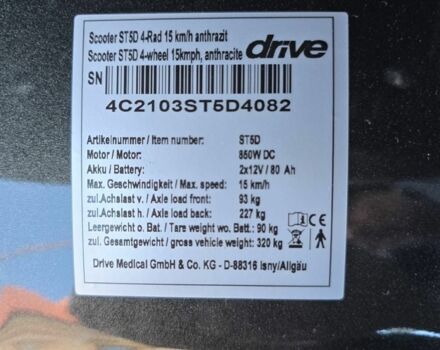 Scooter ST5D 4-Rad 15 km/h anthrazit
Scooter ST5D 4-wheel 15kmph, anthracite
drive
SN
4C2103ST5D4082
Artikelnummer / Item number: ST5D
Motor / Motor: 850W DC
Akku / Battery: 2x12V / 80 Ah
Max. Geschwindigkeit / Max. speed: 15 km/h
zul.Achslast v. / Axle load front: 93 kg
zul.Achslast h. / Axle load back: 227 kg
Leergewicht o. Bat. / Tare weight wo. Batt.: 90 kg
zul. Gesamtgewicht / gross vehicle weight: 320 kg
CE
Drive Medical GmbH & Co. KG - D-88316 Isny/Allgäu